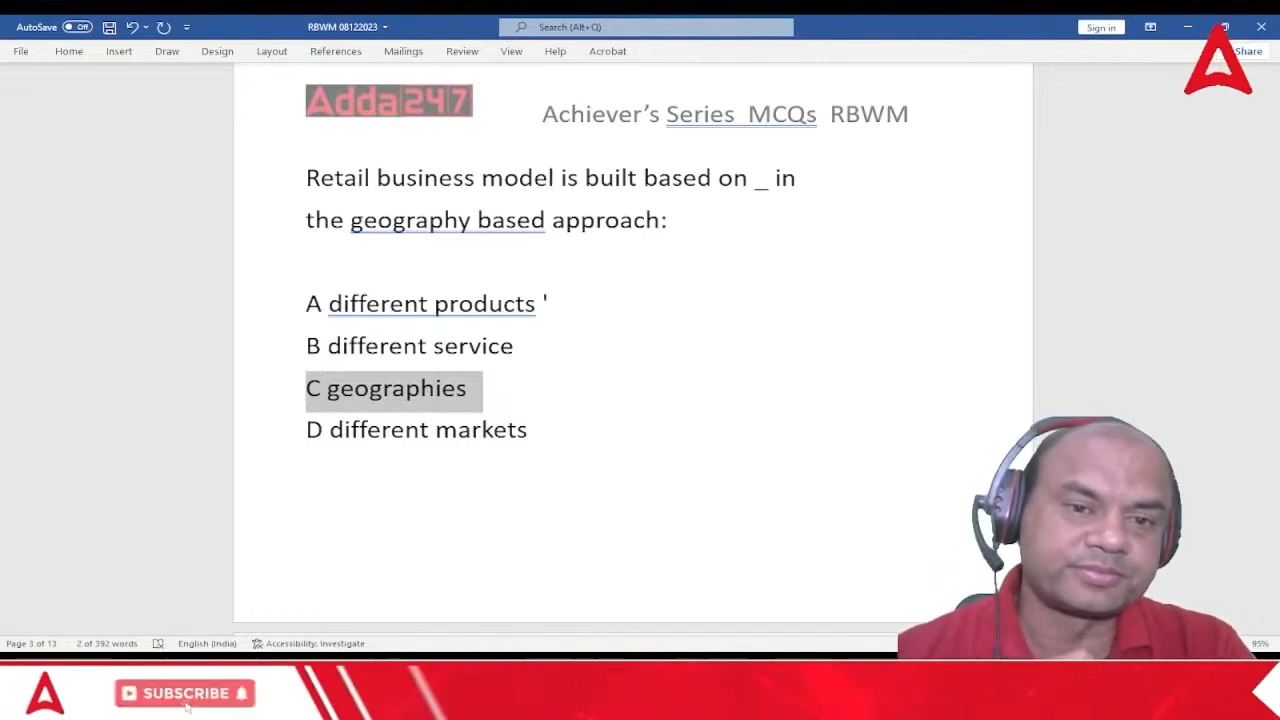 AutoSave Off RBWM 08122023 Search (Alt+Q) Sign in
File Home Insert Draw Design Layout References Mailings Review View Help Acrobat Share
Adda 247
Achiever's Series MCQs RBWM
Retail business model is built based on _ in
the geography based approach:
A different products '
B different service
C geographies
D different markets
Page 3 of 13 2 of 392 words English (India) Accessibility: Investigate 95%
SUBSCRIBE